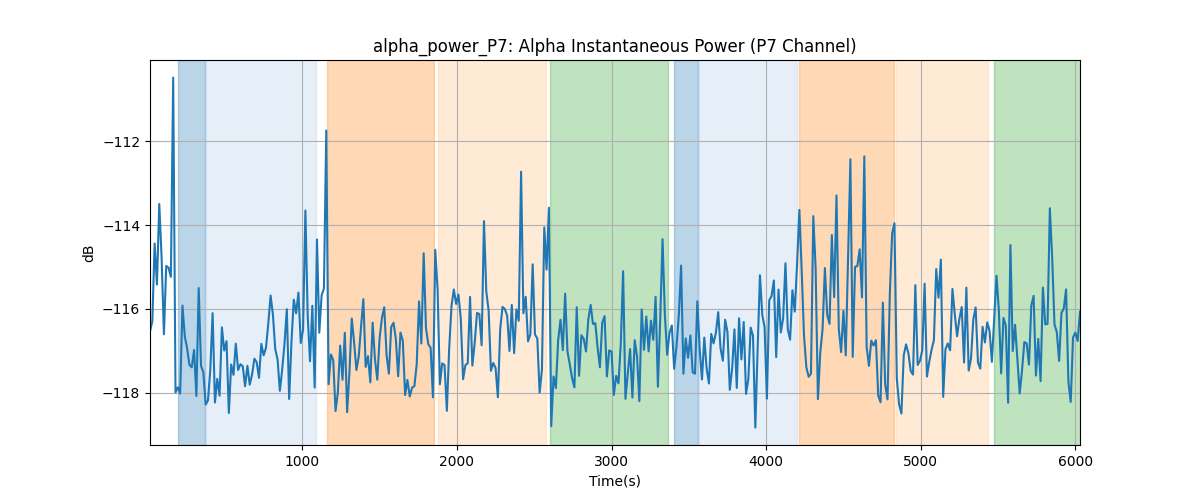 alpha_power_P7: Alpha Instantaneous Power (P7 Channel)
dB
−112
−114
−116
−118
1000 2000 3000 4000 5000 6000
Time(s)